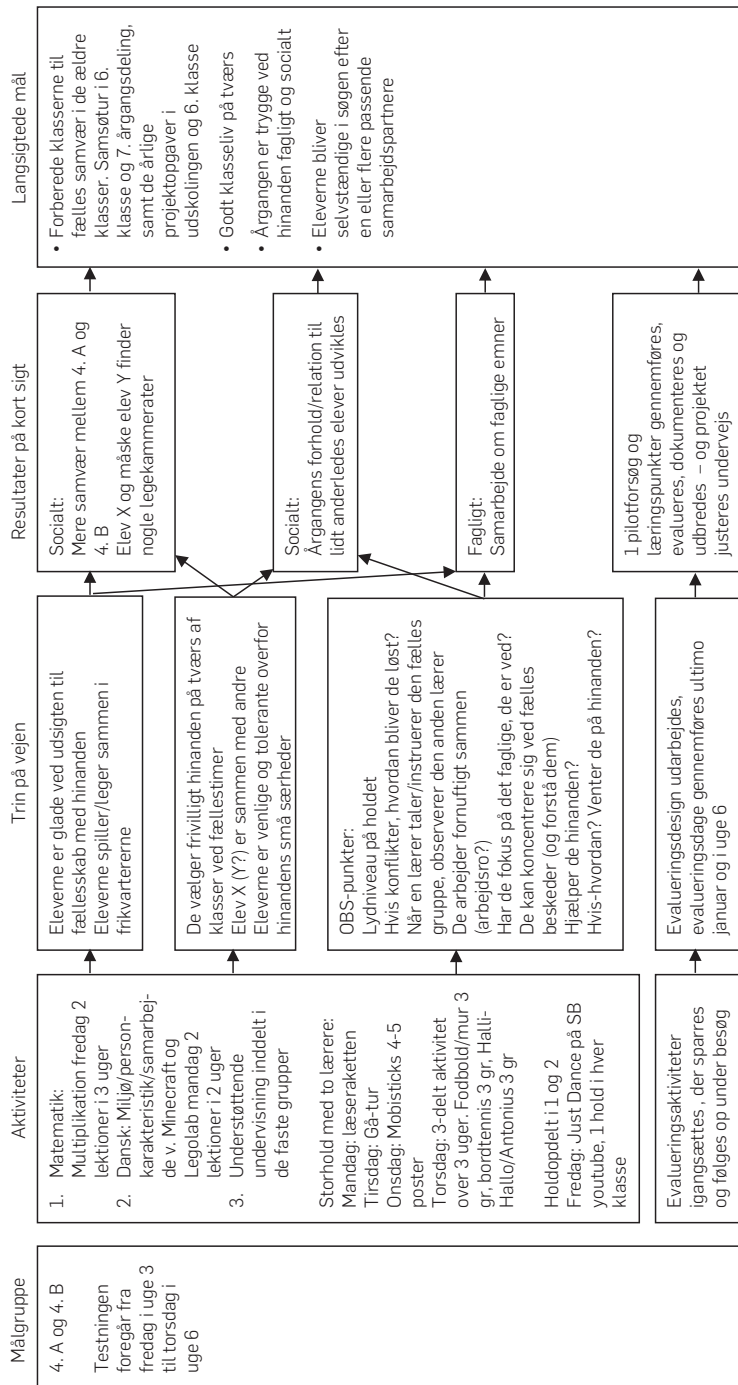 Målgruppe
4. A og 4. B
Testningen
foregår fra
fredag i uge 3
til torsdag i
uge 6
Aktiviteter
1. Matematik:
Multiplikation fredag 2
lektioner i 3 uger
2. Dansk: Miljø/person-
karakteristik/samarbej-
de v. Minecraft og
Legolab mandag 2
lektioner i 2 uger
3. Understøttende
undervisning inddelt i
de faste grupper
Storhold med to lærere:
Mandag: læseraketten
Tirsdag: Gå-tur
Onsdag: Mobisticks 4-5
poster
Torsdag: 3-delt aktivitet
over 3 uger. Fodbold/mur 3
gr, bordtennis 3 gr, Halli-
Hallo/Antonius 3 gr
Holdopdelt i 1 og 2
Fredag: Just Dance på SB
youtube, 1 hold i hver
klasse
Evalueringsaktiviteter
igangsættes , der sparres
og følges op under besøg
Trin på vejen
Eleverne er glade ved udsigten til
fællesskab med hinanden
Eleverne spiller/leger sammen i
frikvartererne
De vælger frivilligt hinanden på tværs af
klasser ved fællestimer
Elev X (Y?) er sammen med andre
Eleverne er venlige og tolerante overfor
hinandens små særheder
OBS-punkter:
Lydniveau på holdet
Hvis konflikter, hvordan bliver de løst?
Når en lærer taler/instruerer den fælles
gruppe, observerer den anden lærer
De arbejder fornuftigt sammen
(arbejdsro?)
Har de fokus på det faglige, de er ved?
De kan koncentrere sig ved fælles
beskeder (og forstå dem)
Hjælper de hinanden?
Hvis-hvordan? Venter de på hinanden?
Evalueringsdesign udarbejdes,
evalueringsdage gennemføres ultimo
januar og i uge 6
Resultater på kort sigt
Socialt:
Mere samvær mellem 4. A og
4. B
Elev X og måske elev Y finder
nogle legekammerater
Socialt:
Årgangens forhold/relation til
lidt anderledes elever udvikles
Fagligt:
Samarbejde om faglige emner
1 pilotforsøg og
læringspunkter gennemføres,
evalueres, dokumenteres og
udbredes – og projektet
justeres undervejs
Langsigtede mål
• Forberede klasserne til
fælles samvær i de ældre
klasser. Samsøtur i 6.
klasse og 7. årgangsdeling,
samt de årlige
projektopgaver i
udskolingen og 6. klasse
• Godt klasseliv på tværs
• Årgangen er trygge ved
hinanden fagligt og socialt
• Eleverne bliver
selvstændige i søgen efter
en eller flere passende
samarbejdspartnere